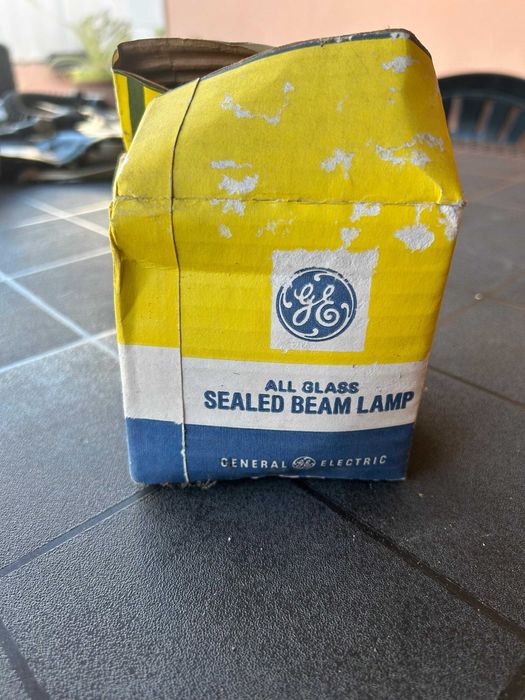 GE
ALL GLASS
SEALED BEAM LAMP
GENERAL GE ELECTRIC